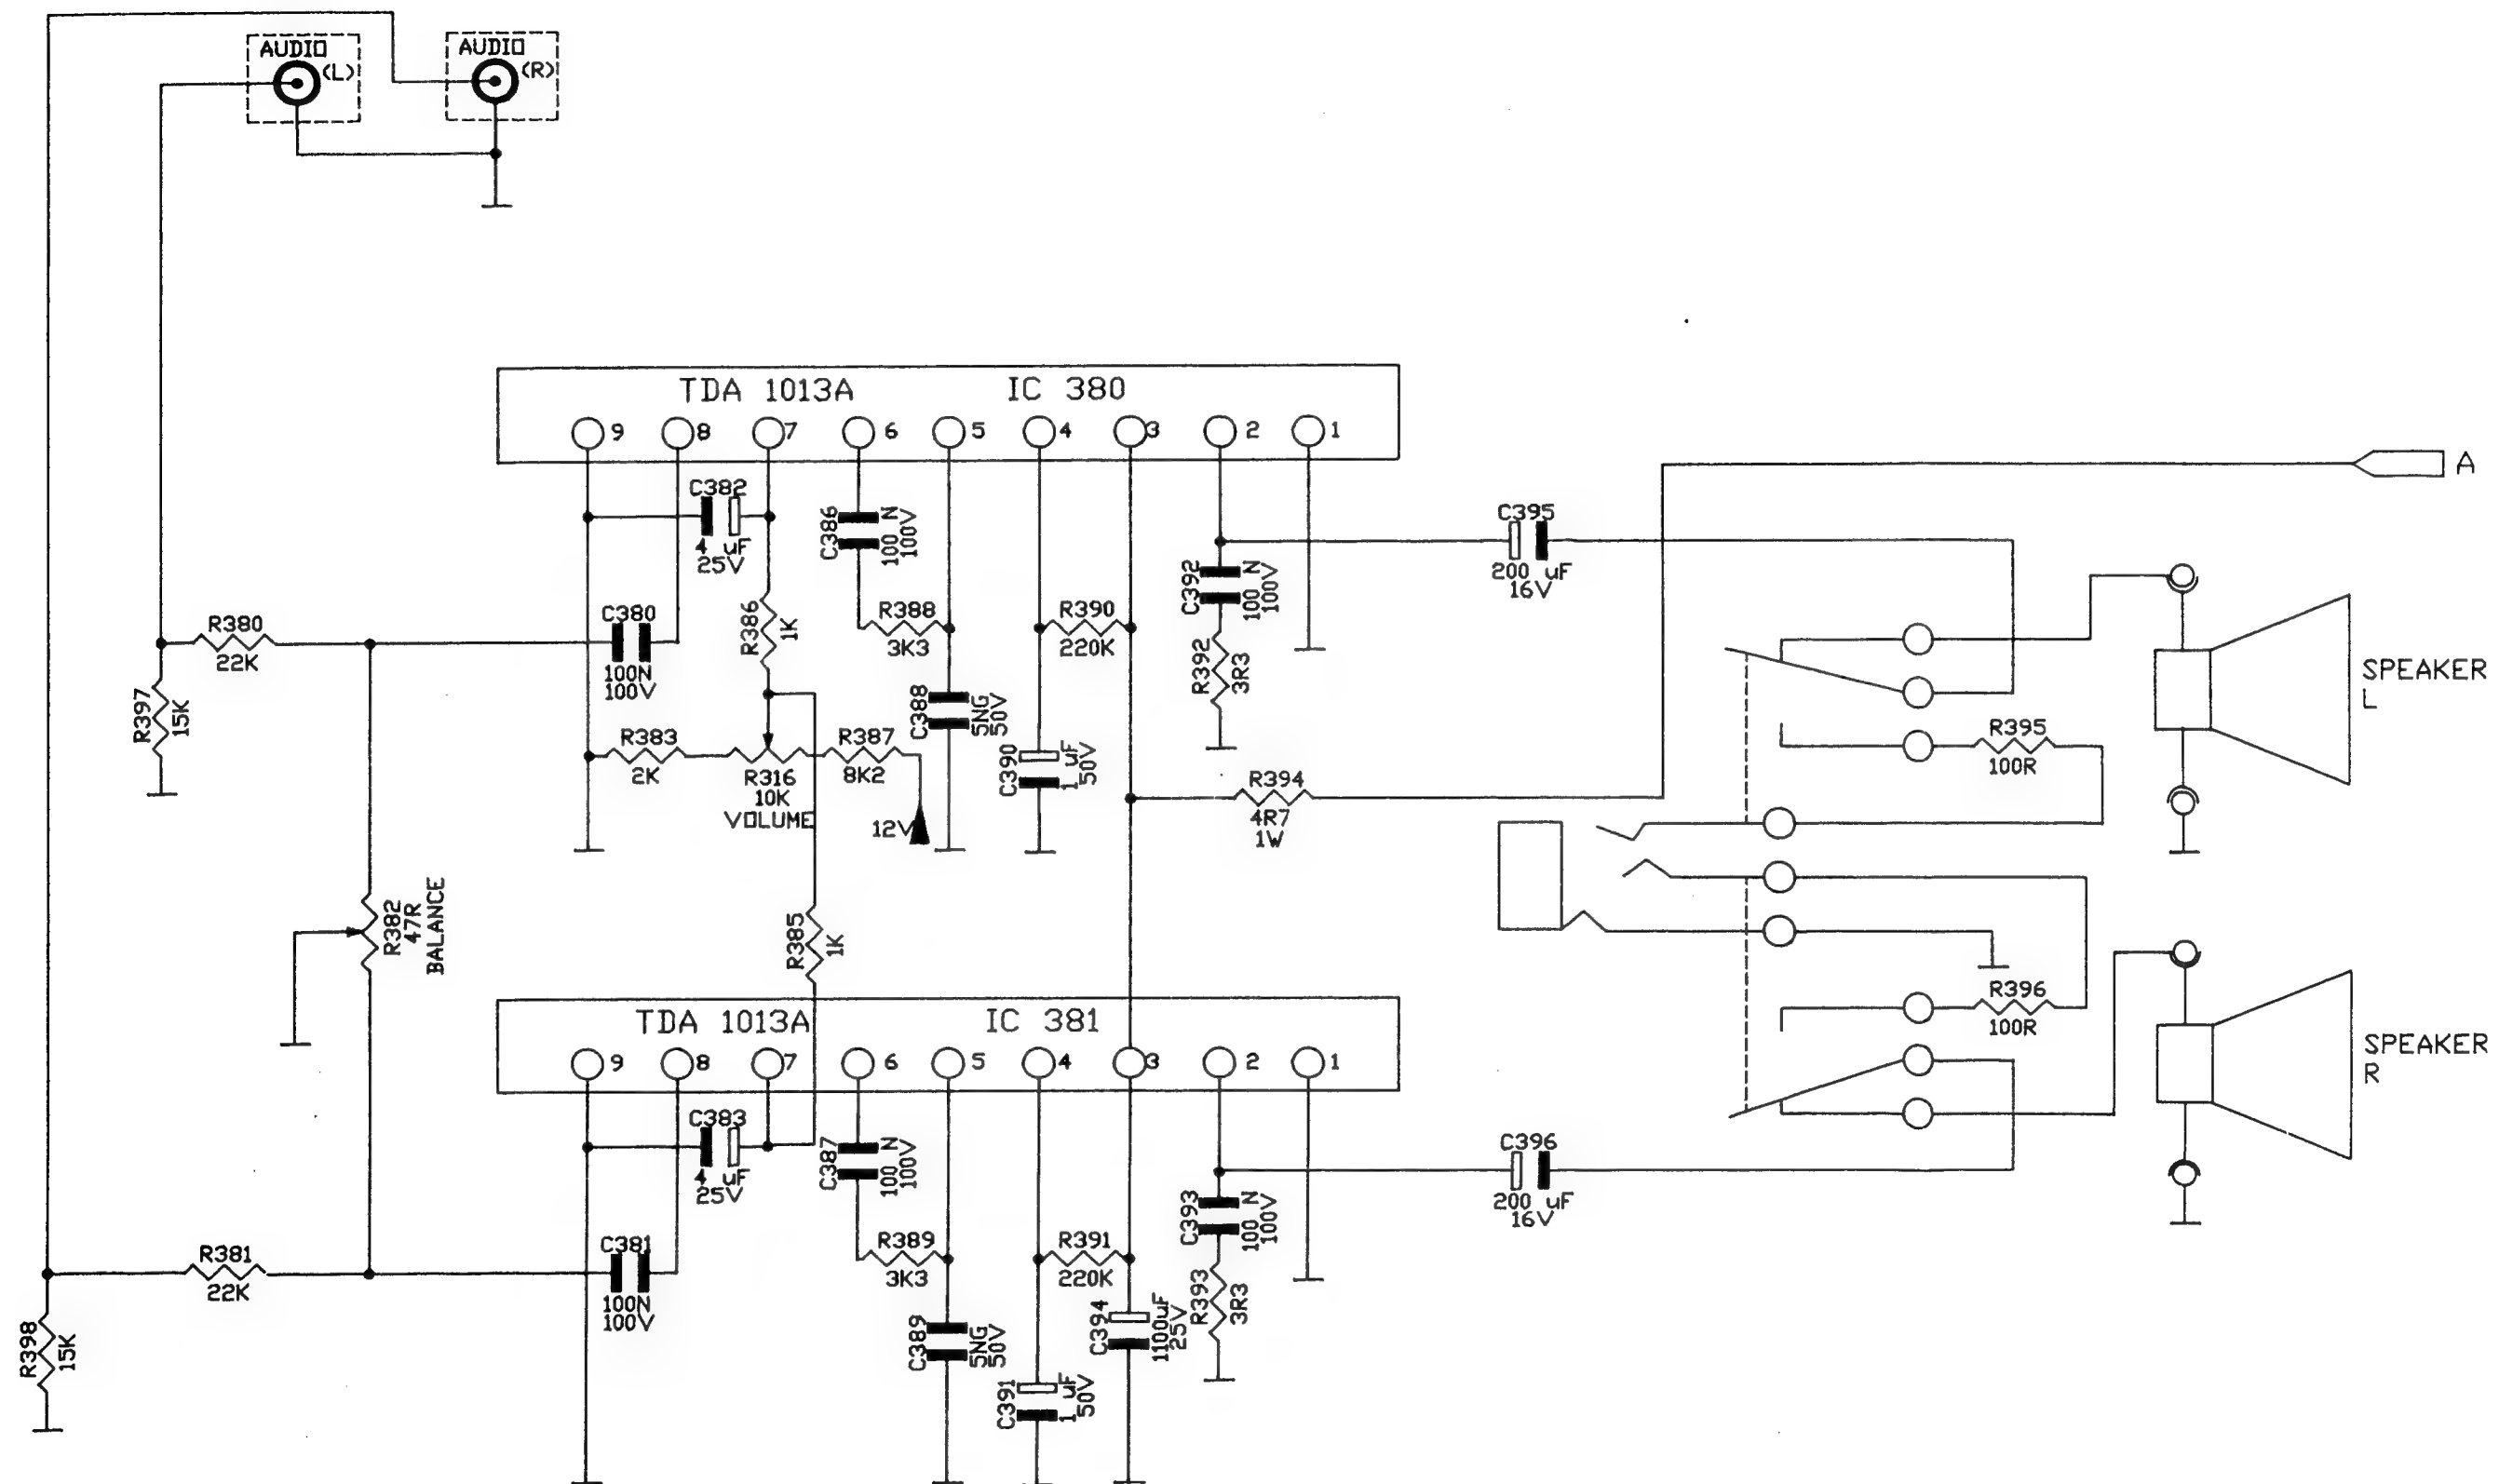 AUDIO
(L)
AUDIO
(R)
TDA 1013A IC 380
9 8 7 6 5 4 3 2 1
A
C382
4 uF
25V
C386
100 N
100V
C395
200 uF
16V
C392
100 N
100V
R380
22K
C380
100N
100V
R386
1K
R388
3K3
R390
220K
R392
3R3
SPEAKER
L
R397
15K
C388
5NG
50V
R383
2K
R316
10K
VOLUME
R387
8K2
12V
C390
1 uF
50V
R394
4R7
1W
R395
100R
R382
47R
BALANCE
R385
1K
R396
100R
TDA 1013A IC 381
9 8 7 6 5 4 3 2 1
SPEAKER
R
C383
4 uF
25V
C387
100 N
100V
C396
200 uF
16V
C393
100 N
100V
R381
22K
C381
100N
100V
R389
3K3
R391
220K
R393
3R3
R398
15K
C389
5NG
50V
C394
1100uF
25V
C391
1 uF
50V